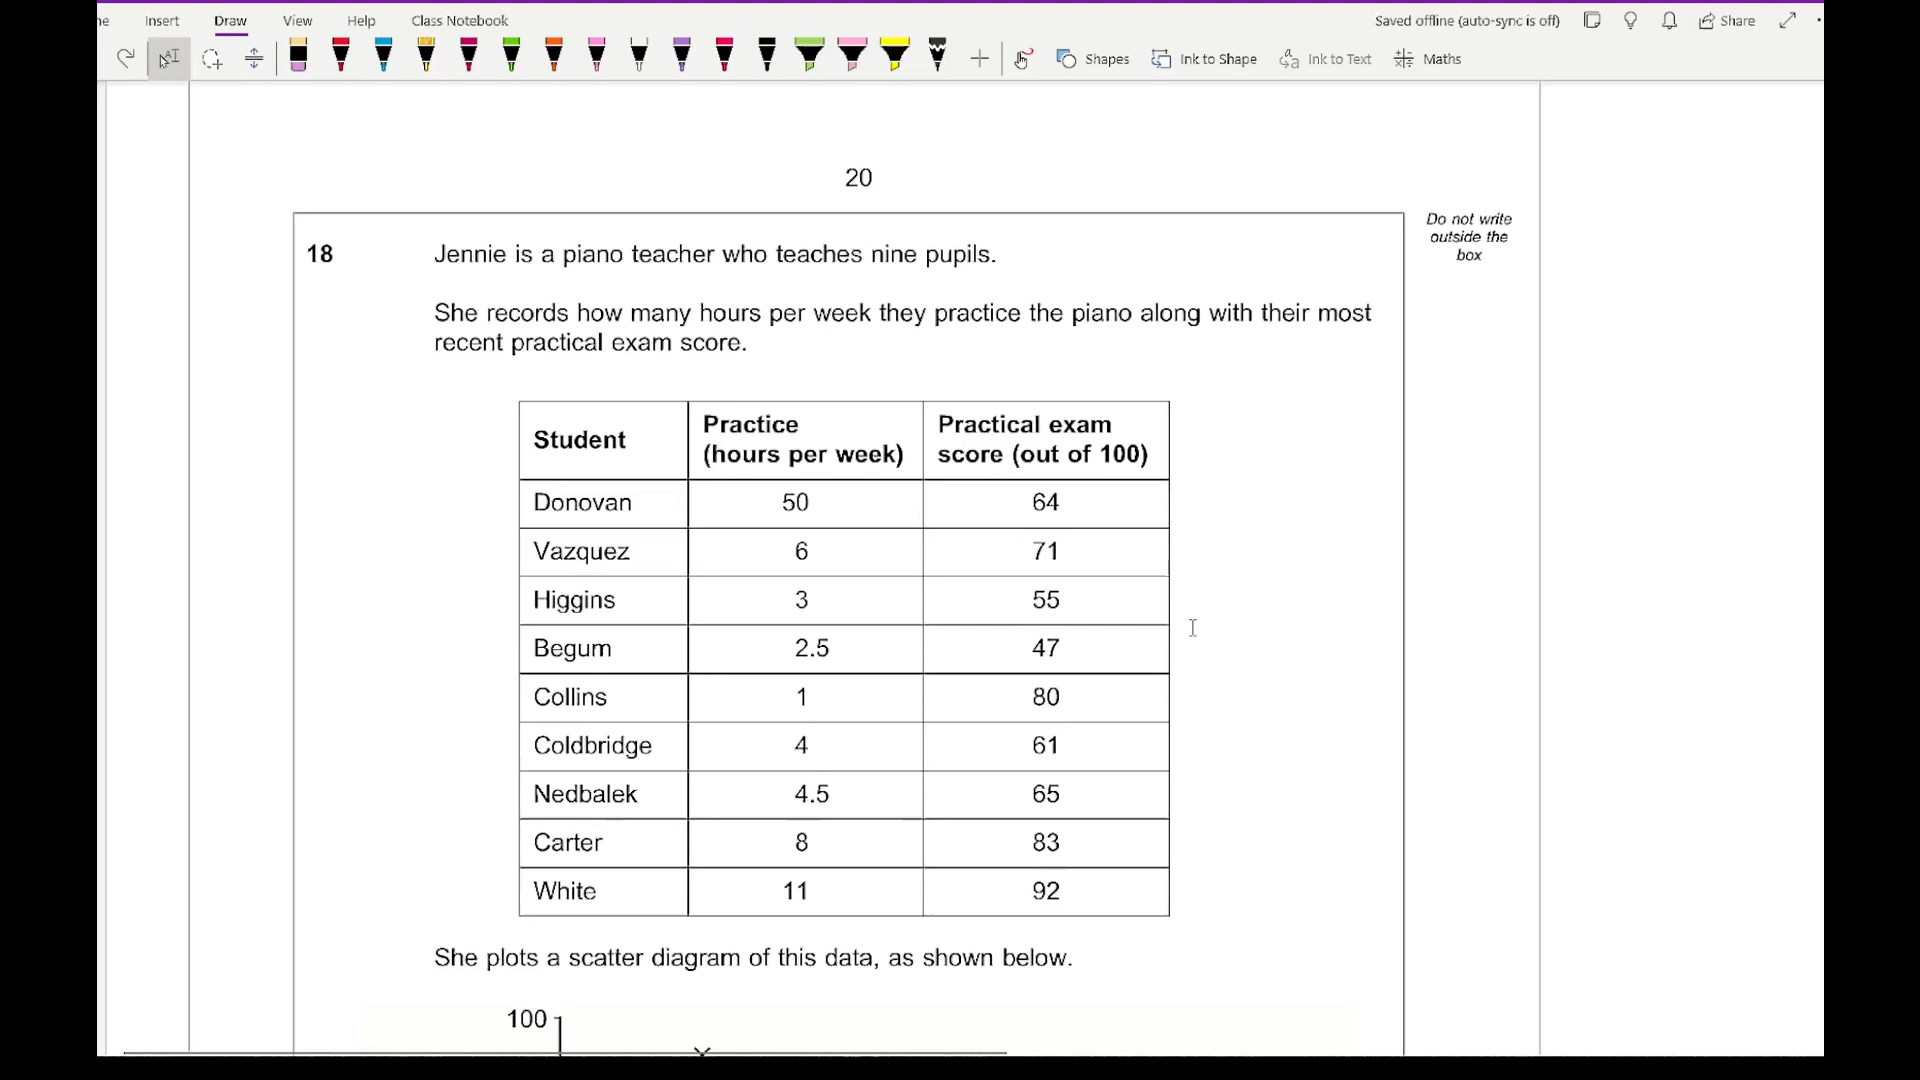 Insert Draw View Help Class Notebook Saved offline (auto-sync is off) Share
Shapes Ink to Shape Ink to Text Maths
20
Do not write
outside the
box
18 Jennie is a piano teacher who teaches nine pupils.
She records how many hours per week they practice the piano along with their most
recent practical exam score.
Student Practice (hours per week) Practical exam score (out of 100)
Donovan 50 64
Vazquez 6 71
Higgins 3 55
Begum 2.5 47
Collins 1 80
Coldbridge 4 61
Nedbalek 4.5 65
Carter 8 83
White 11 92
She plots a scatter diagram of this data, as shown below.
100